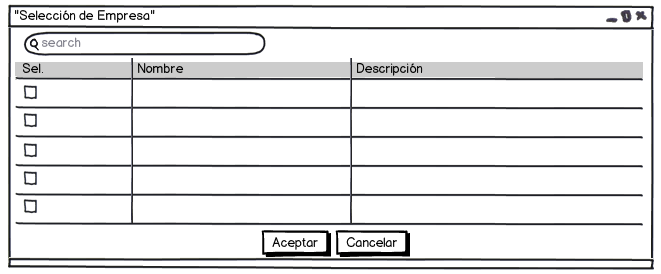 "Selección de Empresa"
search
Sel. Nombre Descripción
Aceptar Cancelar